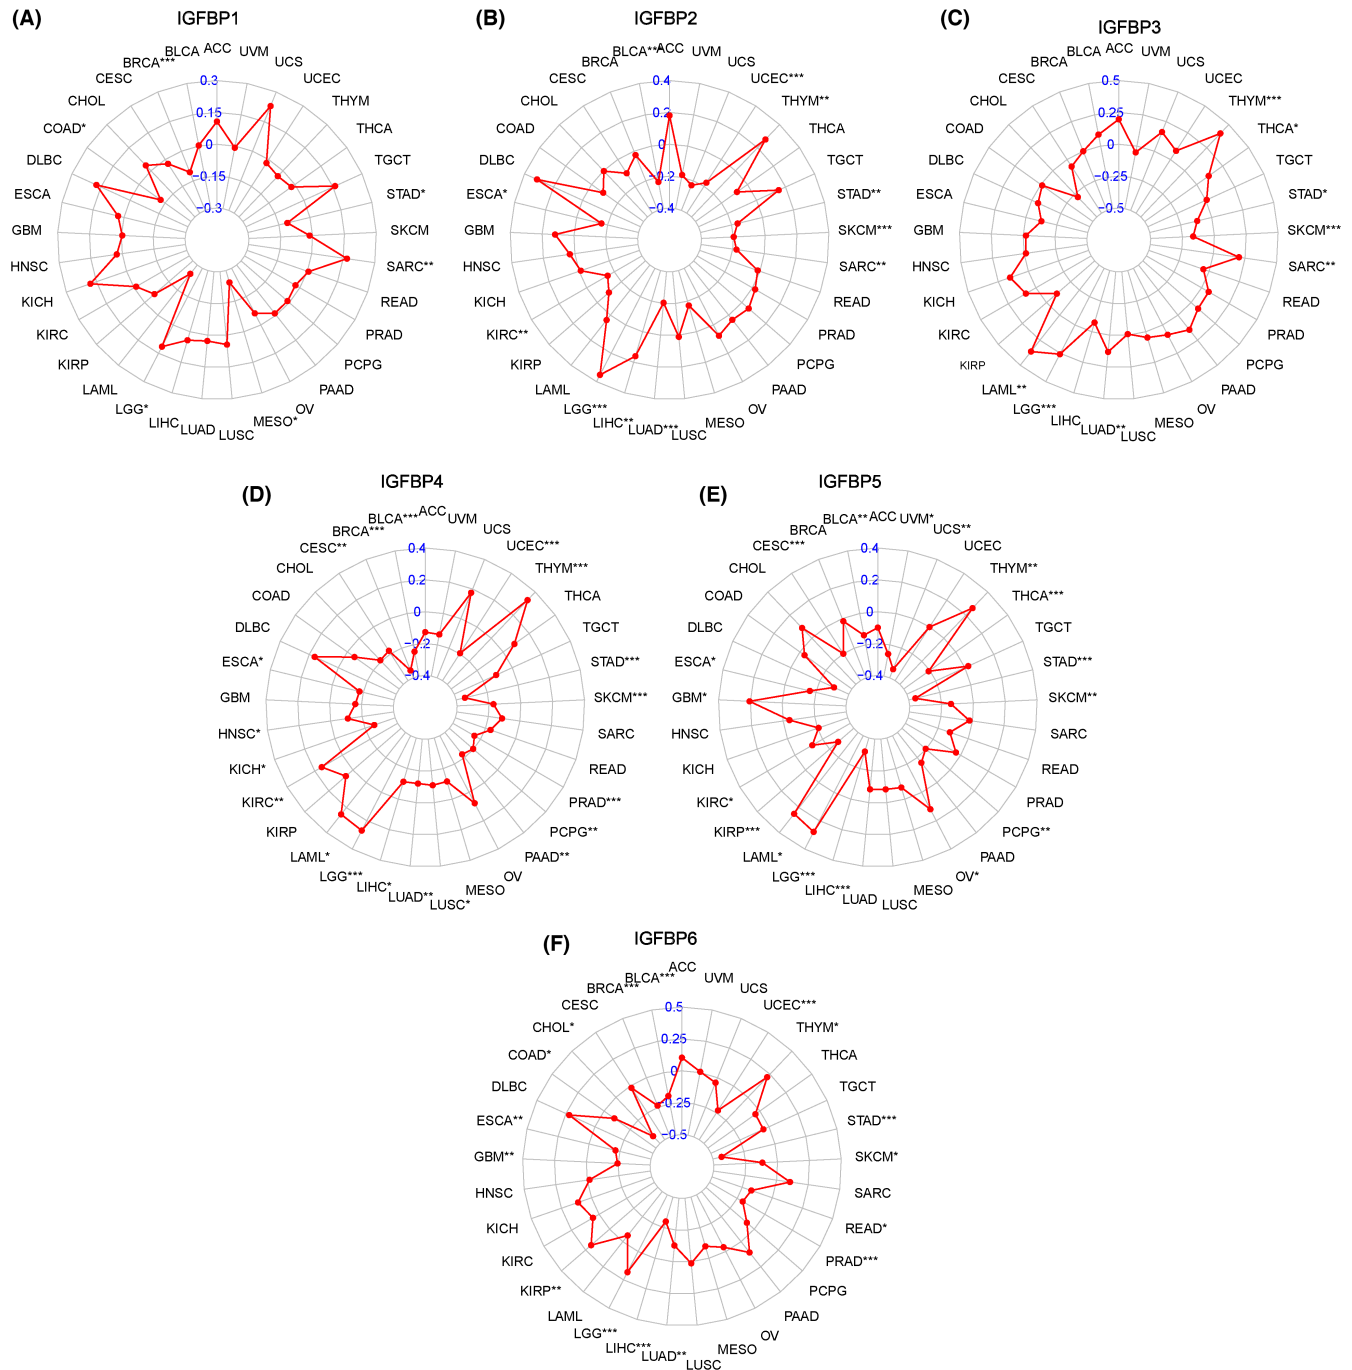 (A)
IGFBP1
ACC
UVM
UCS
UCEC
THYM
THCA
TGCT
STAD*
SKCM
SARC**
READ
PRAD
PCPG
PAAD
OV
MESO*
LUSC
LUAD
LIHC
LGG*
LAML
KIRP
KIRC
KICH
HNSC
GBM
ESCA
DLBC
COAD*
CHOL
CESC
BRCA***
BLCA
0.3
0.15
0
−0.15
−0.3
(B)
IGFBP2
ACC
UVM
UCS
UCEC***
THYM**
THCA
TGCT
STAD**
SKCM***
SARC**
READ
PRAD
PCPG
PAAD
OV
MESO
LUSC
LUAD***
LIHC**
LGG***
LAML
KIRP
KIRC**
KICH
HNSC
GBM
ESCA*
DLBC
COAD
CHOL
CESC
BRCA
BLCA***
0.4
0.2
0
−0.2
−0.4
(C)
IGFBP3
ACC
UVM
UCS
UCEC
THYM***
THCA*
TGCT
STAD*
SKCM***
SARC**
READ
PRAD
PCPG
PAAD
OV
MESO
LUSC
LUAD**
LIHC
LGG***
LAML**
KIRP
KIRC
KICH
HNSC
GBM
ESCA
DLBC
COAD
CHOL
CESC
BRCA
BLCA
0.5
0.25
0
−0.25
−0.5
(D)
IGFBP4
ACC
UVM
UCS
UCEC***
THYM***
THCA
TGCT
STAD***
SKCM***
SARC
READ
PRAD***
PCPG**
PAAD**
OV
MESO
LUSC*
LUAD**
LIHC*
LGG***
LAML*
KIRP
KIRC**
KICH*
HNSC*
GBM
ESCA*
DLBC
COAD
CHOL
CESC**
BRCA***
BLCA***
0.4
0.2
0
−0.2
−0.4
(E)
IGFBP5
ACC
UVM*
UCS**
UCEC
THYM**
THCA***
TGCT
STAD***
SKCM**
SARC
READ
PRAD
PCPG**
PAAD
OV*
MESO
LUSC
LUAD
LIHC***
LGG***
LAML*
KIRP***
KIRC*
KICH
HNSC
GBM*
ESCA*
DLBC
COAD
CHOL
CESC***
BRCA
BLCA**
0.4
0.2
0
−0.2
−0.4
(F)
IGFBP6
ACC
UVM
UCS
UCEC***
THYM*
THCA
TGCT
STAD***
SKCM*
SARC
READ*
PRAD***
PCPG
PAAD
OV
MESO
LUSC
LUAD**
LIHC***
LGG***
LAML
KIRP**
KIRC
KICH
HNSC
GBM**
ESCA**
DLBC
COAD*
CHOL*
CESC
BRCA***
BLCA***
0.5
0.25
0
−0.25
−0.5